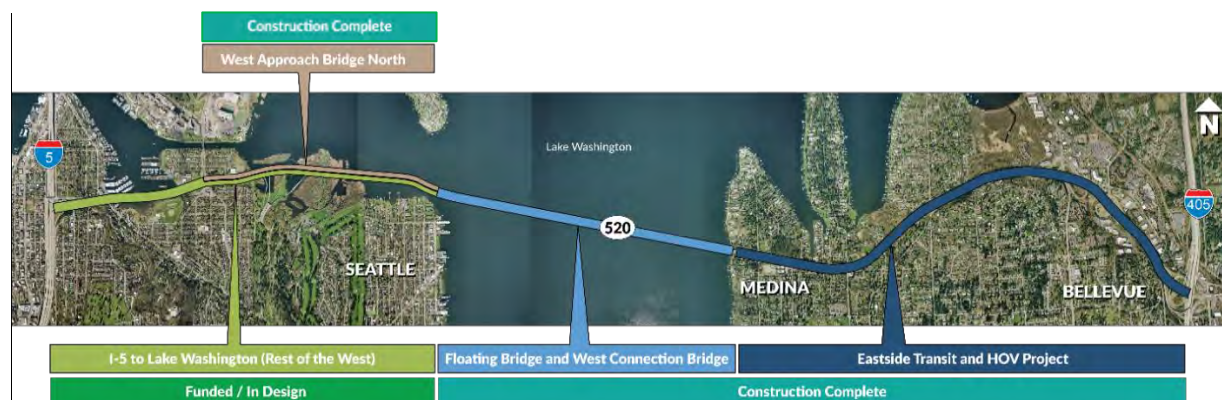 Construction Complete
West Approach Bridge North
N
5
Lake Washington
405
520
SEATTLE
MEDINA
BELLEVUE
I-5 to Lake Washington (Rest of the West)
Floating Bridge and West Connection Bridge
Eastside Transit and HOV Project
Funded / In Design
Construction Complete